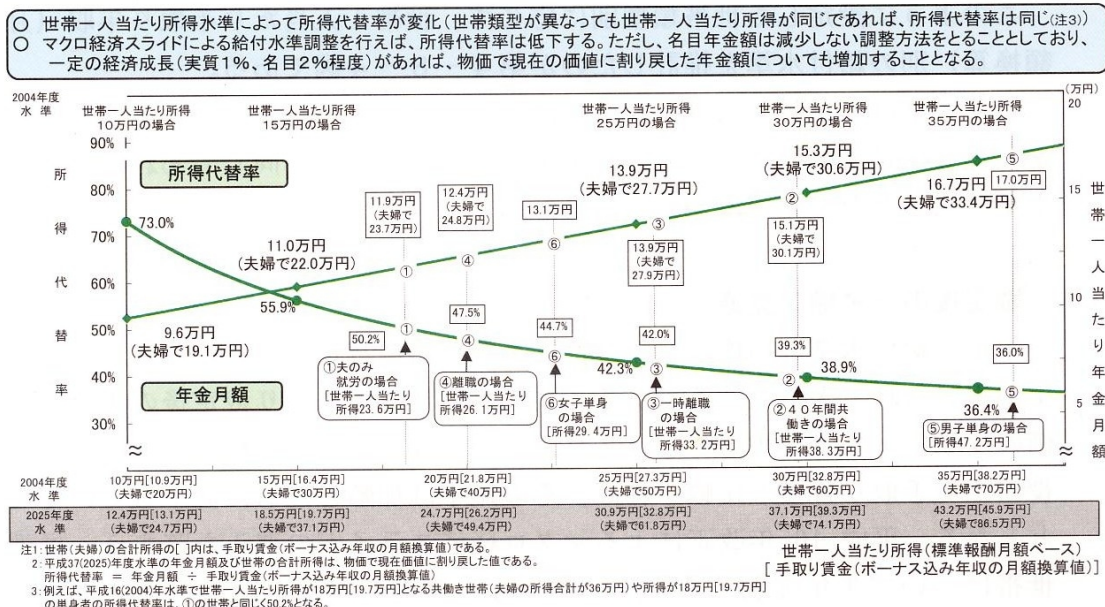 ○ 世帯一人当たり所得水準によって所得代替率が変化(世帯類型が異なっても世帯一人当たり所得が同じであれば、所得代替率は同じ(注3))
○ マクロ経済スライドによる給付水準調整を行えば、所得代替率は低下する。ただし、名目年金額は減少しない調整方法をとることとしており、
一定の経済成長(実質1%、名目2%程度)があれば、物価で現在の価値に割り戻した年金額についても増加することとなる。
2004年度
水準
世帯一人当たり所得
10万円の場合
世帯一人当たり所得
15万円の場合
世帯一人当たり所得
25万円の場合
世帯一人当たり所得
30万円の場合
世帯一人当たり所得
35万円の場合
(万円)
20
15
10
5
90%
80%
70%
60%
50%
40%
30%
所得代替率
世帯一人当たり年金月額
所得代替率
年金月額
73.0%
9.6万円
(夫婦で19.1万円)
11.0万円
(夫婦で22.0万円)
55.9%
11.9万円
(夫婦で
23.7万円)
12.4万円
(夫婦で
24.8万円)
13.1万円
13.9万円
(夫婦で27.7万円)
13.9万円
(夫婦で
27.9万円)
15.3万円
(夫婦で30.6万円)
15.1万円
(夫婦で
30.1万円)
16.7万円
(夫婦で33.4万円)
17.0万円
① ④ ⑥ ③ ② ⑤
50.2%
47.5%
44.7%
42.0%
42.3%
39.3%
38.9%
36.0%
36.4%
① ④ ⑥ ③ ② ⑤
①夫のみ
就労の場合
[世帯一人当たり
所得23.6万円]
④離職の場合
[世帯一人当たり
所得26.1万円]
⑥女子単身
の場合
[所得29.4万円]
③一時離職
の場合
[世帯一人当たり
所得33.2万円]
②40年間共
働きの場合
[世帯一人当たり
所得38.3万円]
⑤男子単身の場合
[所得47.2万円]
2004年度
水準
10万円[10.9万円]
(夫婦で20万円)
15万円[16.4万円]
(夫婦で30万円)
20万円[21.8万円]
(夫婦で40万円)
25万円[27.3万円]
(夫婦で50万円)
30万円[32.8万円]
(夫婦で60万円)
35万円[38.2万円]
(夫婦で70万円)
2025年度
水準
12.4万円[13.1万円]
(夫婦で24.7万円)
18.5万円[19.7万円]
(夫婦で37.1万円)
24.7万円[26.2万円]
(夫婦で49.4万円)
30.9万円[32.8万円]
(夫婦で61.8万円)
37.1万円[39.3万円]
(夫婦で74.1万円)
43.2万円[45.9万円]
(夫婦で86.5万円)
注1:世帯(夫婦)の合計所得の[ ]内は、手取り賃金(ボーナス込み年収の月額換算値)である。
2:平成37(2025)年度水準の年金月額及び世帯の合計所得は、物価で現在価値に割り戻した値である。
所得代替率 = 年金月額 ÷ 手取り賃金(ボーナス込み年収の月額換算値)
3:例えば、平成16(2004)年水準で世帯一人当たり所得が18万円[19.7万円]となる共働き世帯(夫婦の所得合計が36万円)や所得が18万円[19.7万円]
の単身者の所得代替率は、①の世帯と同じく50.2%となる。
世帯一人当たり所得(標準報酬月額ベース)
[手取り賃金(ボーナス込み年収の月額換算値)]